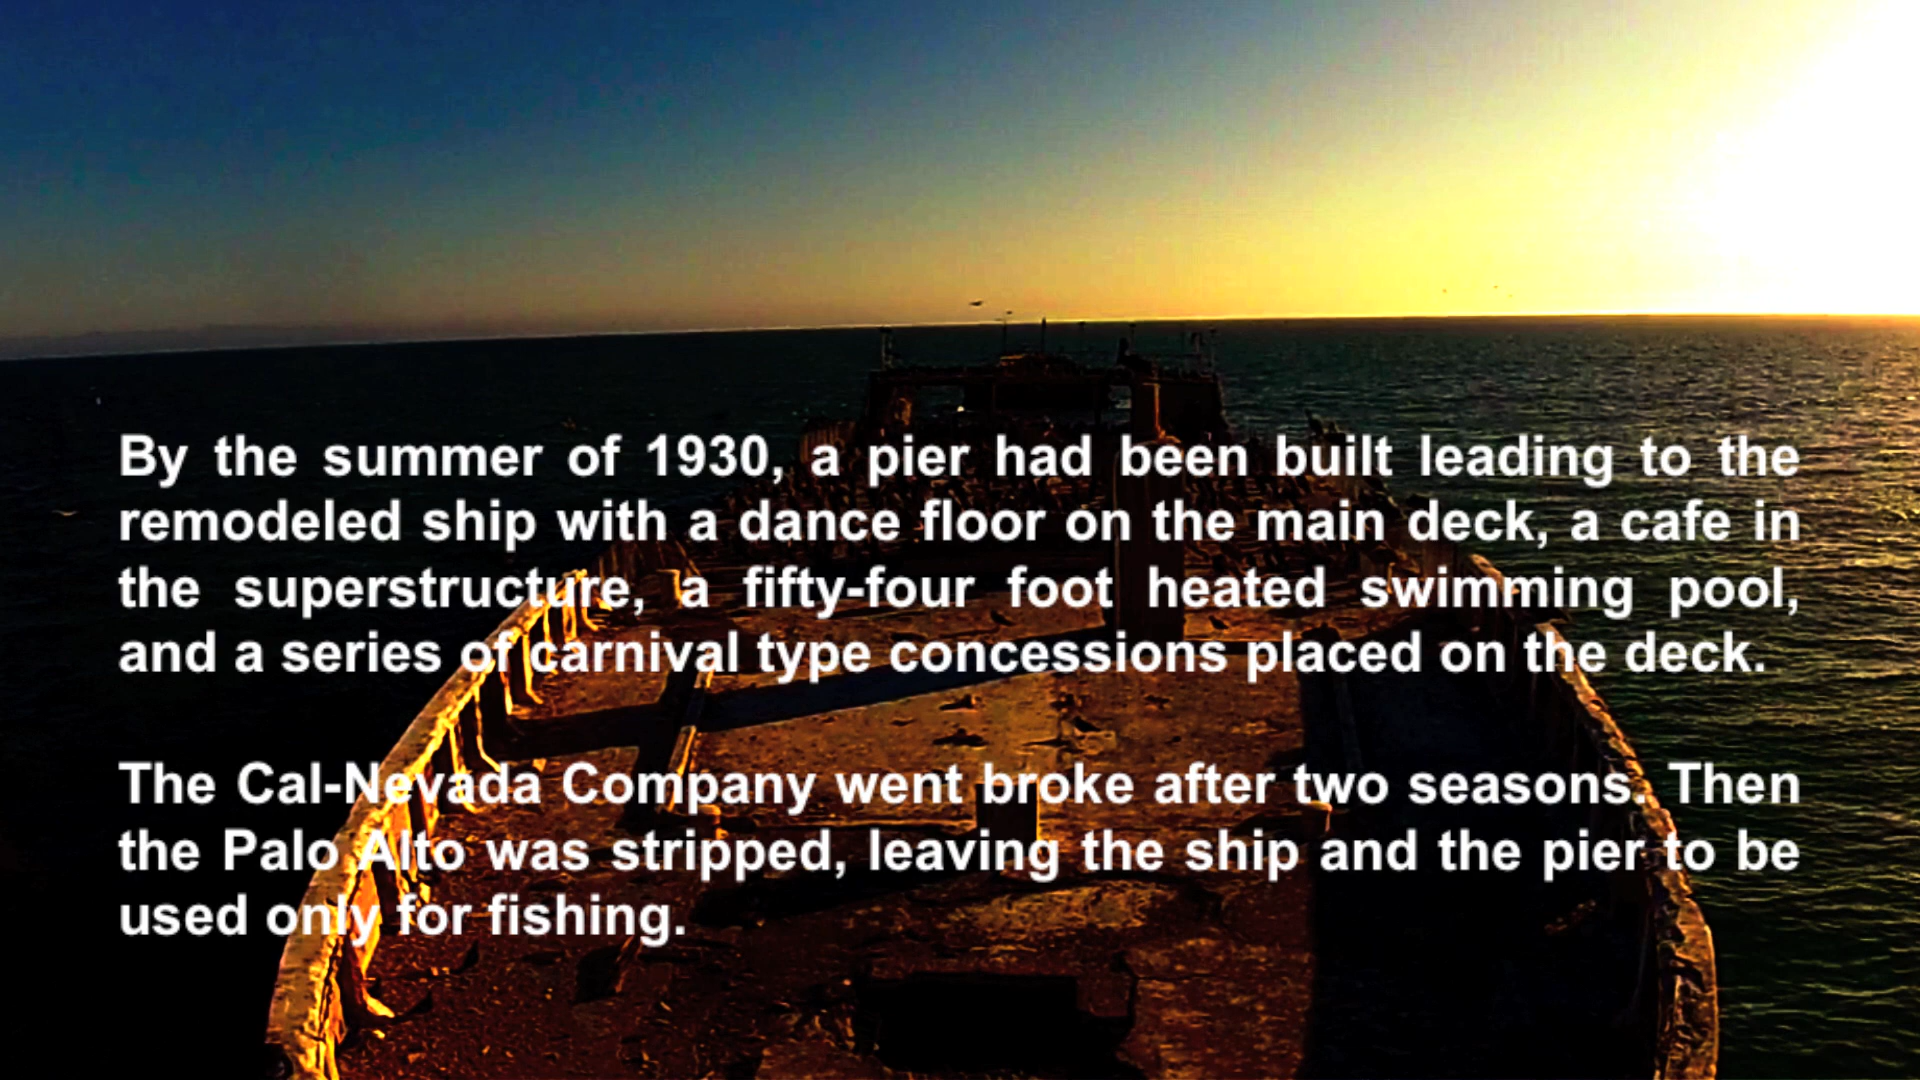 By the summer of 1930, a pier had been built leading to the
remodeled ship with a dance floor on the main deck, a cafe in
the superstructure, a fifty-four foot heated swimming pool,
and a series of carnival type concessions placed on the deck.
The Cal-Nevada Company went broke after two seasons. Then
the Palo Alto was stripped, leaving the ship and the pier to be
used only for fishing.